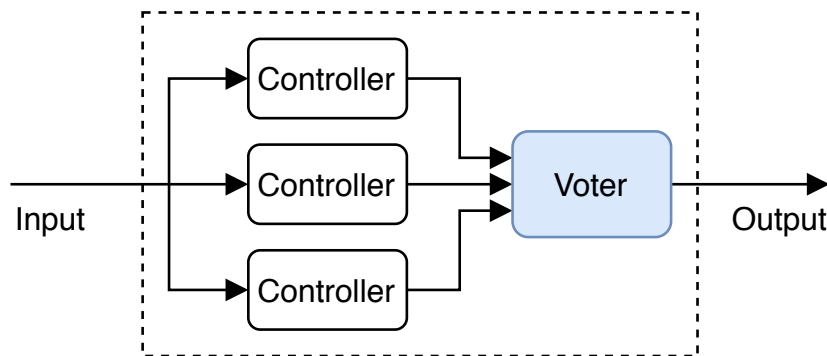 Controller
Controller
Voter
Input
Output
Controller